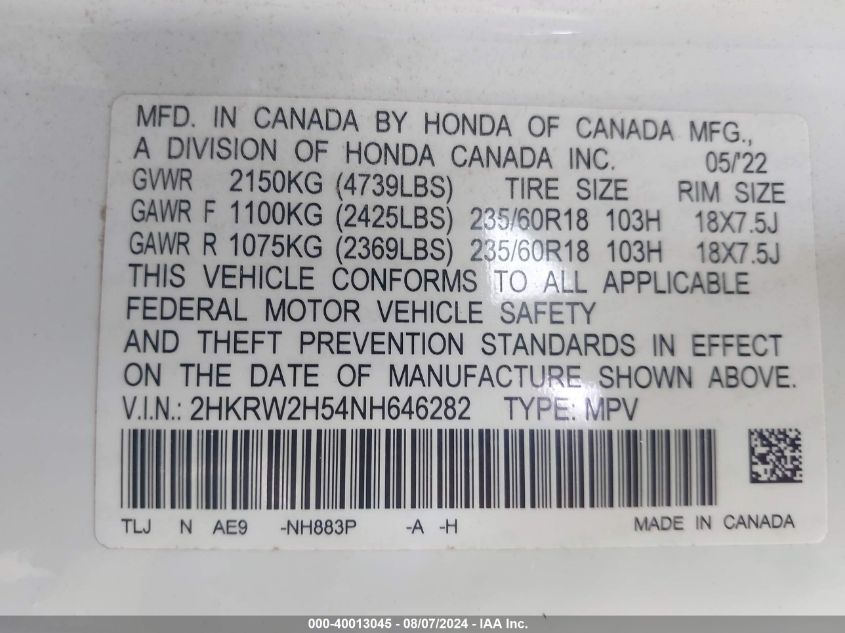 MFD. IN CANADA BY HONDA OF CANADA MFG.,
A DIVISION OF HONDA CANADA INC. 05/'22
GVWR 2150KG (4739LBS) TIRE SIZE RIM SIZE
GAWR F 1100KG (2425LBS) 235/60R18 103H 18X7.5J
GAWR R 1075KG (2369LBS) 235/60R18 103H 18X7.5J
THIS VEHICLE CONFORMS TO ALL APPLICABLE
FEDERAL MOTOR VEHICLE SAFETY
AND THEFT PREVENTION STANDARDS IN EFFECT
ON THE DATE OF MANUFACTURE SHOWN ABOVE.
V.I.N.: 2HKRW2H54NH646282 TYPE: MPV
TLJ N AE9 -NH883P -A -H MADE IN CANADA
000-40013045 - 08/07/2024 - IAA Inc.